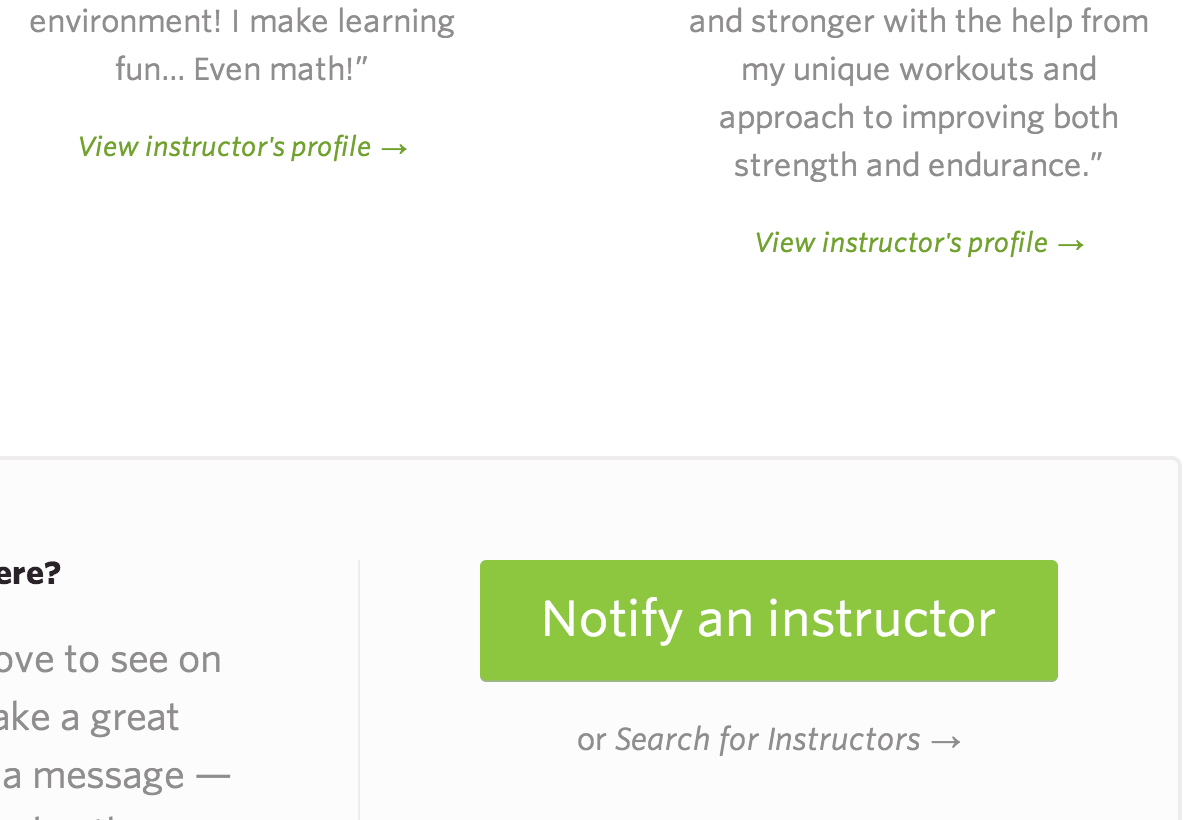 environment! I make learning
fun... Even math!”
View instructor's profile →
and stronger with the help from
my unique workouts and
approach to improving both
strength and endurance.”
View instructor's profile →
ere?
ove to see on
ake a great
a message —
Notify an instructor
or Search for Instructors →